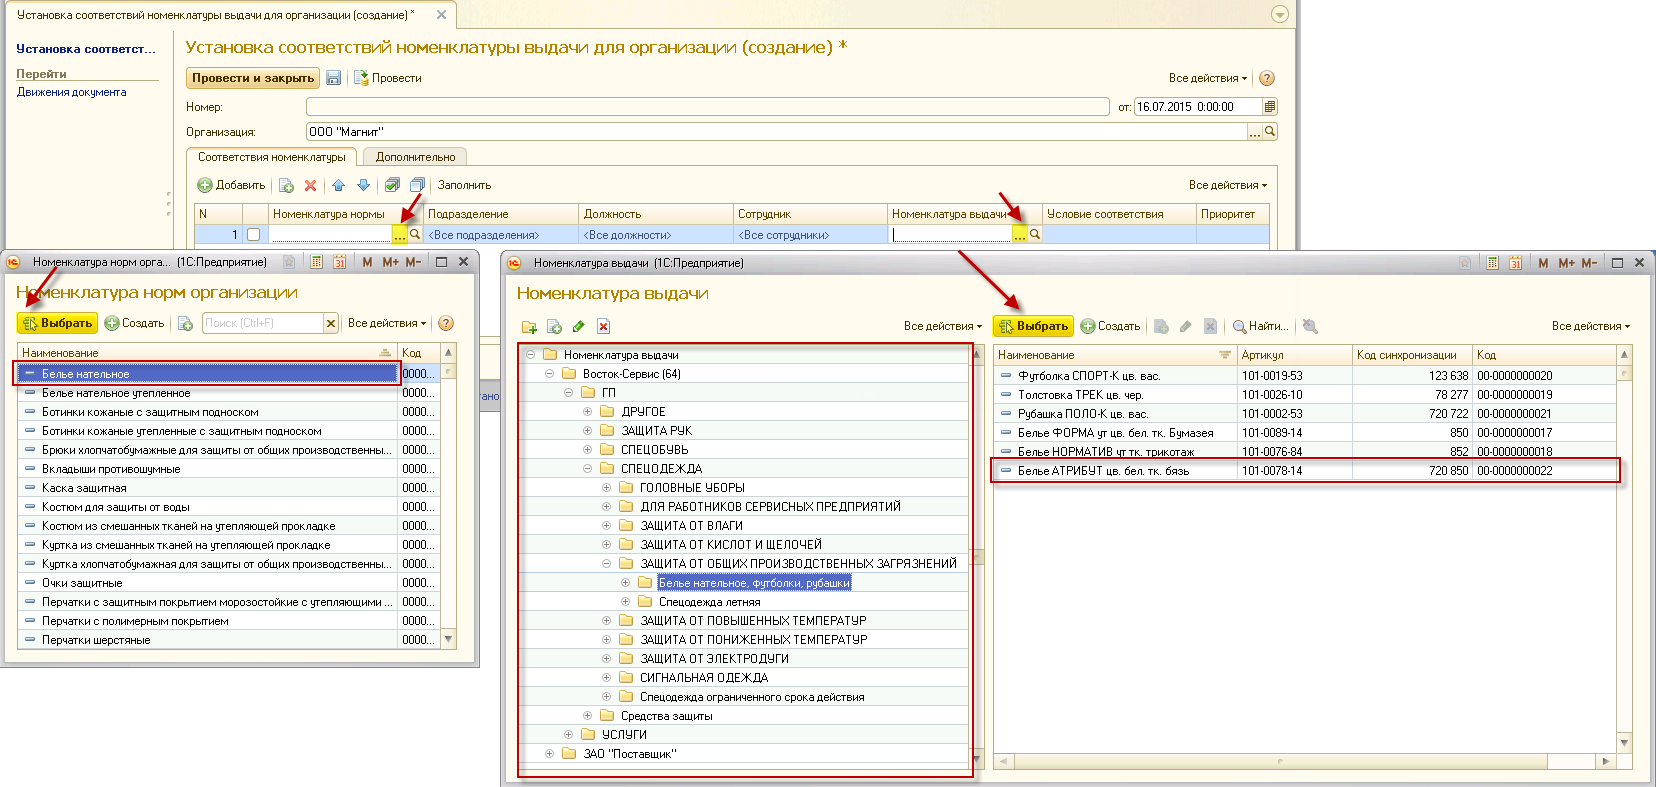 Установка соответствий номенклатуры выдачи для организации (создание) *
Установка соответст...
Перейти
Движения документа
Установка соответствий номенклатуры выдачи для организации (создание) *
Провести и закрыть Провести Все действия
Номер: от: 16.07.2015 0:00:00
Организация: ООО "Магнит" ...
Соответствия номенклатуры Дополнительно
Добавить Заполнить Все действия
N Номенклатура нормы Подразделение Должность Сотрудник Номенклатура выдачи Условие соответствия Приоритет
1 ... <Все подразделения> <Все должности> <Все сотрудники> ...
Номенклатура норм орга... (1С:Предприятие) 31 M M+ M-
Номенклатура норм организации
Выбрать Создать Поиск (Ctrl+F) Все действия ?
Наименование Код
Белье нательное 0000...
Белье нательное утепленное 0000...
Ботинки кожаные с защитным подноском 0000...
Ботинки кожаные утепленные с защитным подноском 0000...
Брюки хлопчатобумажные для защиты от общих производственны... 0000...
Вкладыши противошумные 0000...
Каска защитная 0000...
Костюм для защиты от воды 0000...
Костюм из смешанных тканей на утепляющей прокладке 0000...
Куртка из смешанных тканей на утепляющей прокладке 0000...
Куртка хлопчатобумажная для защиты от общих производственны... 0000...
Очки защитные 0000...
Перчатки с защитным покрытием морозостойкие с утепляющими ... 0000...
Перчатки с полимерным покрытием 0000...
Перчатки шерстяные 0000...
Номенклатура выдачи (1С:Предприятие) 31 M M+ M-
Номенклатура выдачи
Все действия
Номенклатура выдачи
Восток-Сервис (64)
ГП
ДРУГОЕ
ЗАЩИТА РУК
СПЕЦОБУВЬ
СПЕЦОДЕЖДА
ГОЛОВНЫЕ УБОРЫ
ДЛЯ РАБОТНИКОВ СЕРВИСНЫХ ПРЕДПРИЯТИЙ
ЗАЩИТА ОТ ВЛАГИ
ЗАЩИТА ОТ КИСЛОТ И ЩЕЛОЧЕЙ
ЗАЩИТА ОТ ОБЩИХ ПРОИЗВОДСТВЕННЫХ ЗАГРЯЗНЕНИЙ
Белье нательное, футболки, рубашки
Спецодежда летняя
ЗАЩИТА ОТ ПОВЫШЕННЫХ ТЕМПЕРАТУР
ЗАЩИТА ОТ ПОНИЖЕННЫХ ТЕМПЕРАТУР
ЗАЩИТА ОТ ЭЛЕКТРОДУГИ
СИГНАЛЬНАЯ ОДЕЖДА
Спецодежда ограниченного срока действия
Средства защиты
УСЛУГИ
ЗАО "Поставщик"
Выбрать Создать Найти... Все действия
Наименование Артикул Код синхронизации Код
Футболка СПОРТ-К цв. вас. 101-0019-53 123 638 00-0000000020
Толстовка ТРЕК цв. чер. 101-0026-10 78 277 00-0000000019
Рубашка ПОЛО-К цв. вас. 101-0002-53 720 722 00-0000000021
Белье ФОРМА ут цв. бел. тк. Бумазея 101-0089-14 850 00-0000000017
Белье НОРМАТИВ ут тк. трикотаж 101-0076-84 852 00-0000000018
Белье АТРИБУТ цв. бел. тк. бязь 101-0078-14 720 850 00-0000000022